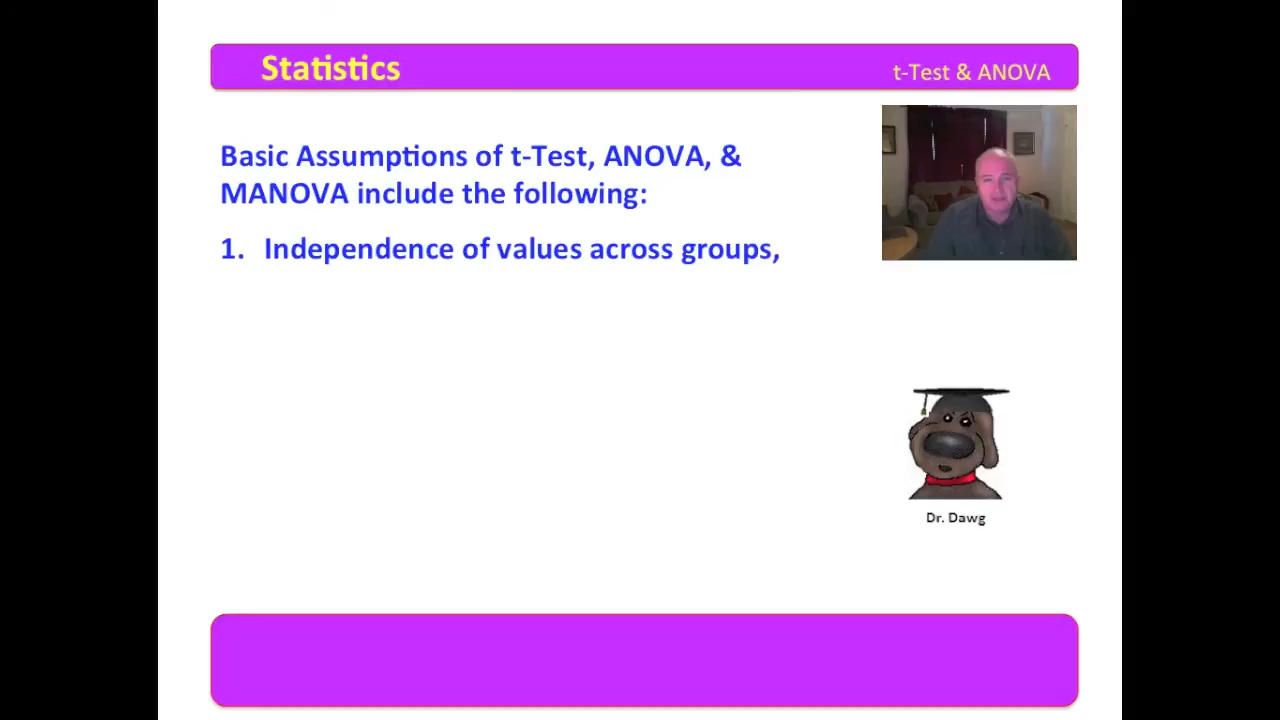 Statistics
t-Test & ANOVA
Basic Assumptions of t-Test, ANOVA, &
MANOVA include the following:
1. Independence of values across groups,
Dr. Dawg